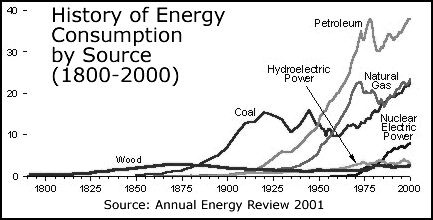 History of Energy
Consumption
by Source
(1800-2000)
40
30
20
10
0
Petroleum
Hydroelectric
Power
Natural
Gas
Coal
Nuclear
Electric
Power
Wood
1800 1825 1850 1875 1900 1925 1950 1975 2000
Source: Annual Energy Review 2001